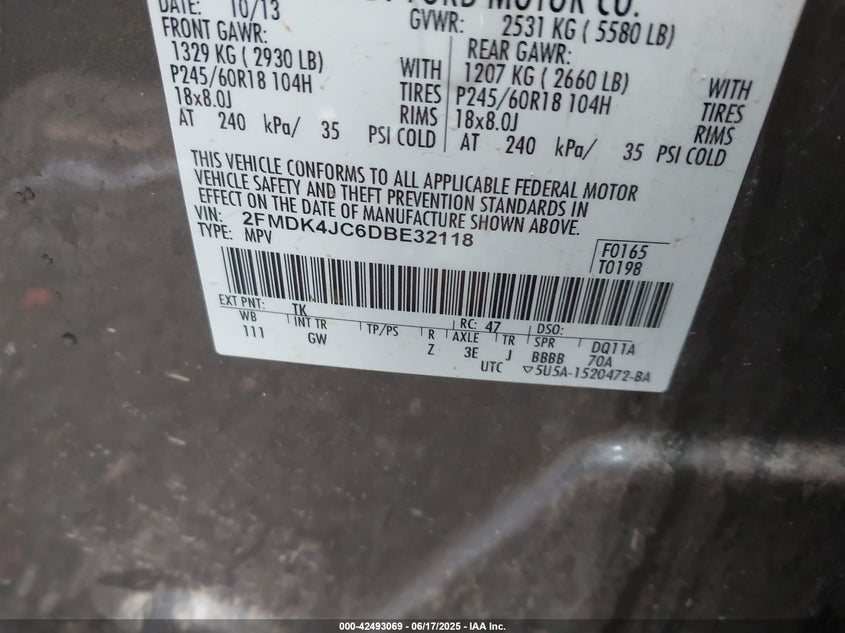 FORD MOTOR CO.
DATE: 10/13 GVWR: 2531 KG ( 5580 LB)
FRONT GAWR: REAR GAWR:
1329 KG ( 2930 LB) WITH 1207 KG ( 2660 LB) WITH
P245/60R18 104H TIRES P245/60R18 104H TIRES
18x8.0J RIMS 18x8.0J RIMS
AT 240 kPa/ 35 PSI COLD AT 240 kPa/ 35 PSI COLD
THIS VEHICLE CONFORMS TO ALL APPLICABLE FEDERAL MOTOR
VEHICLE SAFETY AND THEFT PREVENTION STANDARDS IN
EFFECT ON THE DATE OF MANUFACTURE SHOWN ABOVE.
VIN: 2FMDK4JC6DBE32118
TYPE: MPV
F0165
T0198
EXT PNT: TK RC: 47 DSO:
WB INT TR TP/PS R AXLE TR SPR DQ11A
111 GW Z 3E J BBBB 70A
UTC ▽5U5A-1520472-BA
000-42493069 - 06/17/2025 - IAA Inc.